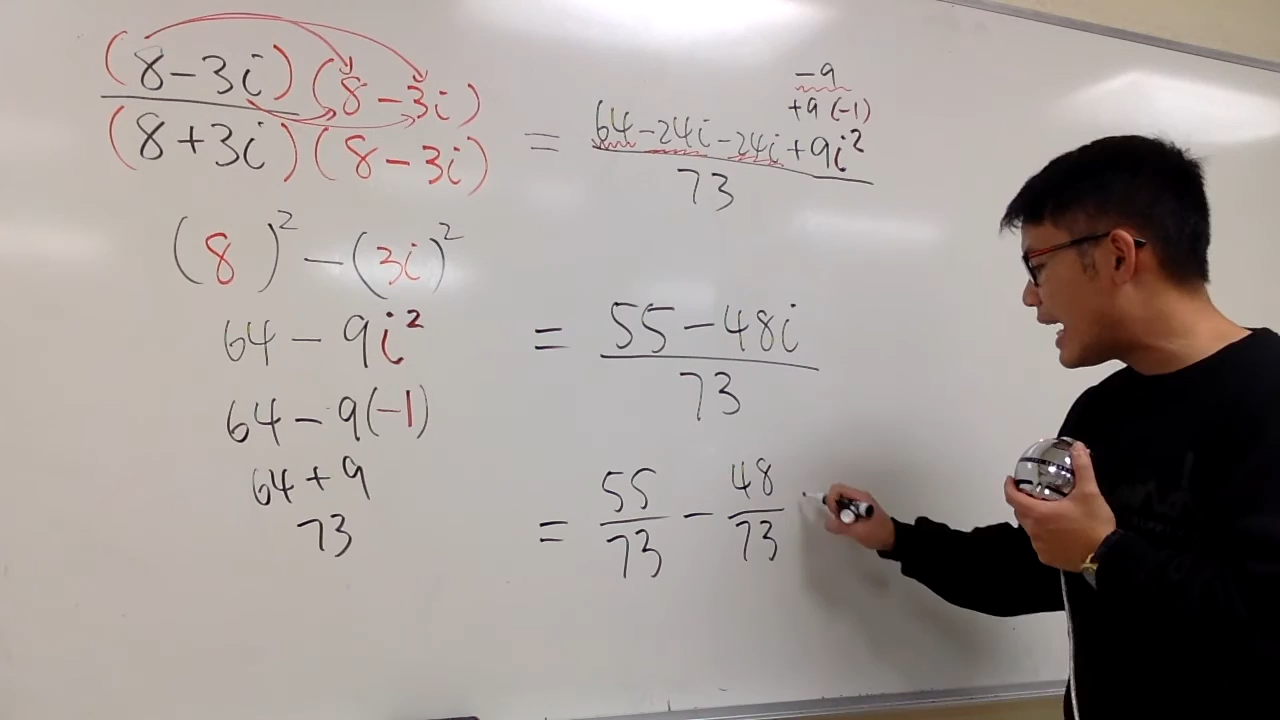 (8-3i)(8-3i)
(8+3i)(8-3i)
(8)² - (3i)²
64 - 9i²
64 - 9(-1)
64 + 9
73
-9
+9(-1)
= 64-24i-24i+9i²
73
= 55-48i
73
= 55 - 48
73 73